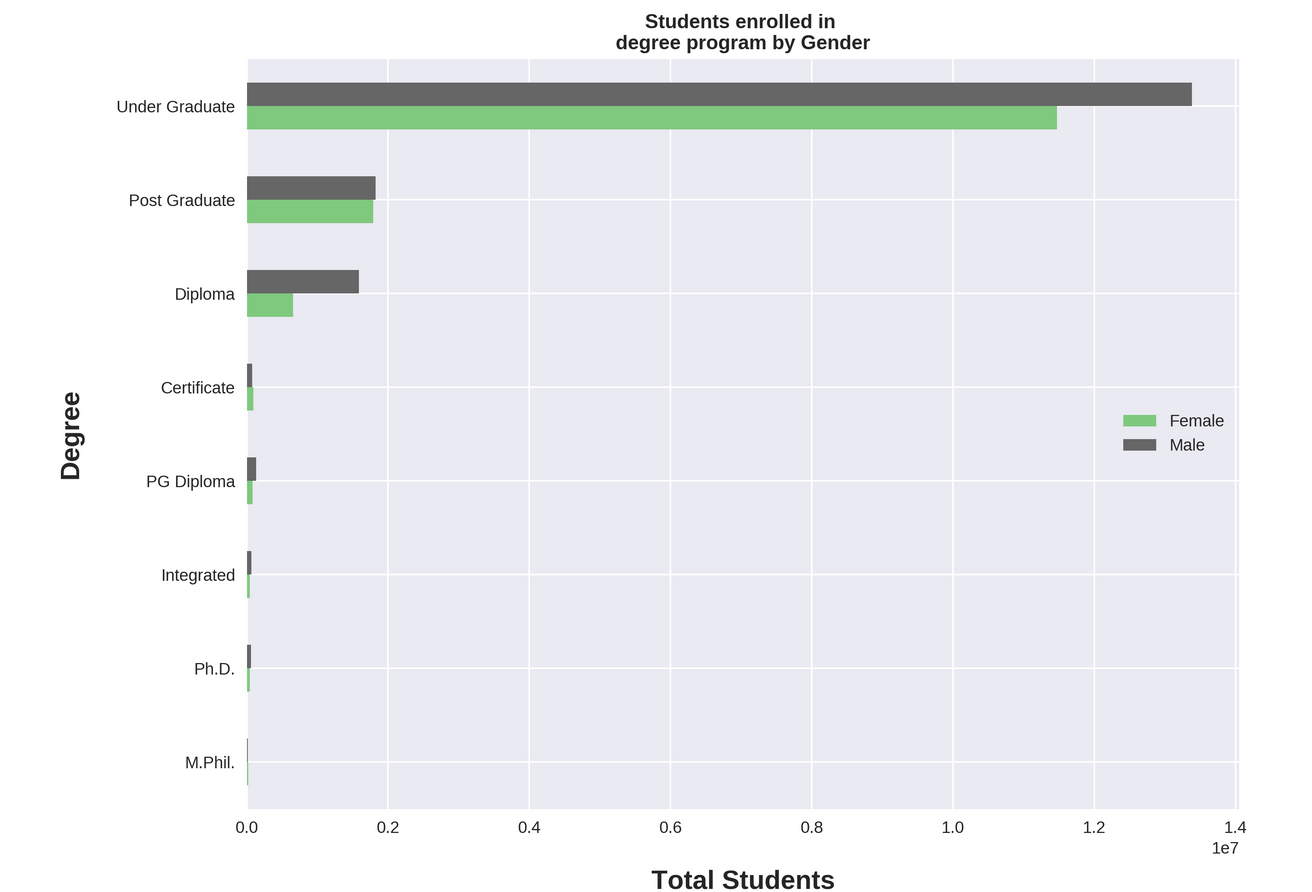 Students enrolled in
degree program by Gender
Under Graduate
Post Graduate
Diploma
Certificate
PG Diploma
Integrated
Ph.D.
M.Phil.
Degree
Female
Male
0.0 0.2 0.4 0.6 0.8 1.0 1.2 1.4
1e7
Total Students